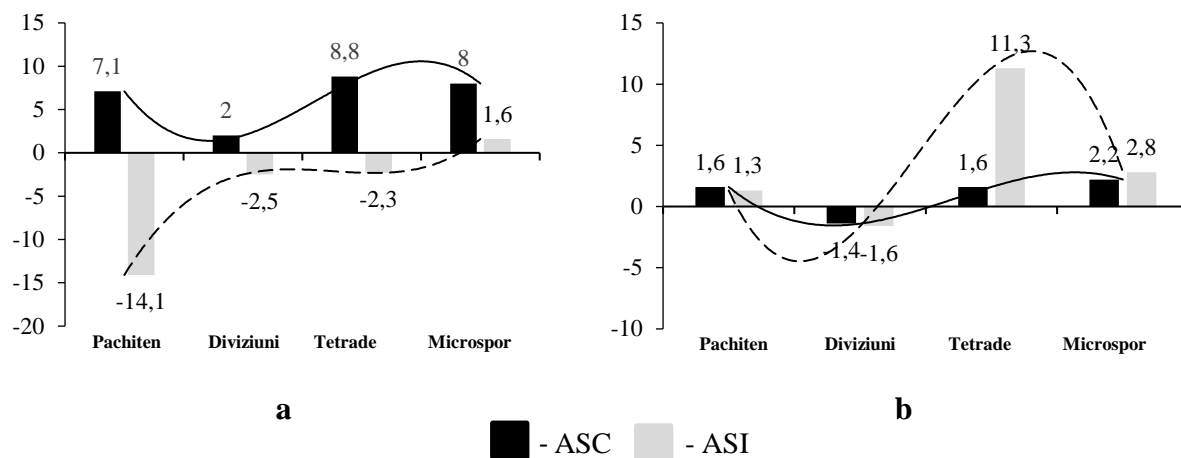 15
10
5
0
-5
-10
-15
-20
7,1
2
8,8
8
1,6
-14,1
-2,5
-2,3
Pachiten
Diviziuni
Tetrade
Microspor
a
15
10
5
0
-5
-10
1,6
1,3
-1,4
-1,6
1,6
11,3
2,2
2,8
Pachiten
Diviziuni
Tetrade
Microspor
b
- ASC - ASI